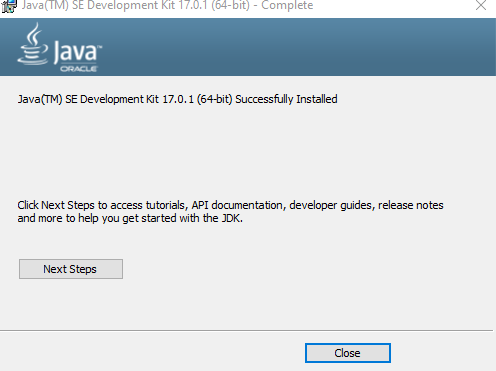 Java(TM) SE Development Kit 17.0.1 (64-bit) - Complete
Java™
ORACLE
Java(TM) SE Development Kit 17.0.1 (64-bit) Successfully Installed
Click Next Steps to access tutorials, API documentation, developer guides, release notes
and more to help you get started with the JDK.
Next Steps
Close